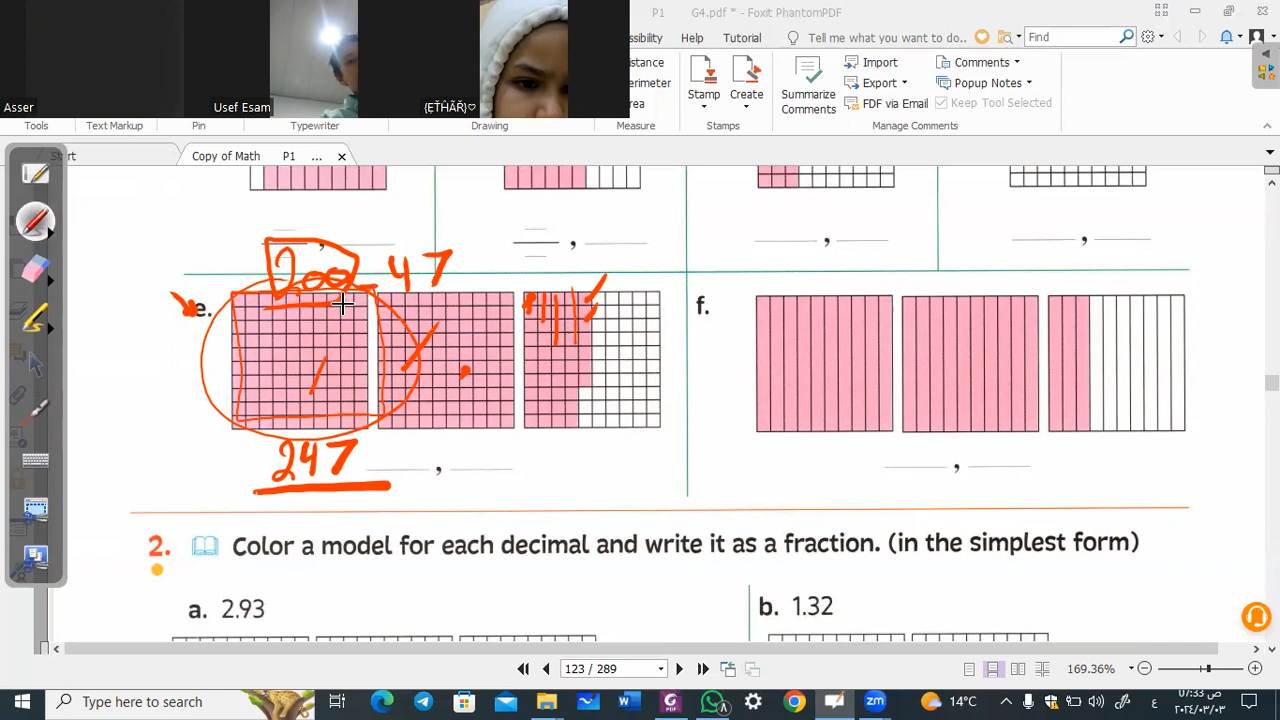 P1 G4.pdf * - Foxit PhantomPDF
Asser
Usef Esam
Help Tutorial Tell me what you want to do.. Find
Stamp
Create
Summarize
Comments
Import
Export
FDF via Email
Comments
Popup Notes
Keep Tool Selected
Tools Text Markup Pin Typewriter Drawing Measure Stamps Manage Comments
Copy of Math P1 ...
200 47
e.
f.
247
2. Color a model for each decimal and write it as a fraction. (in the simplest form)
a. 2.93
b. 1.32
123 / 289
169.36%
Type here to search
14°C
ع